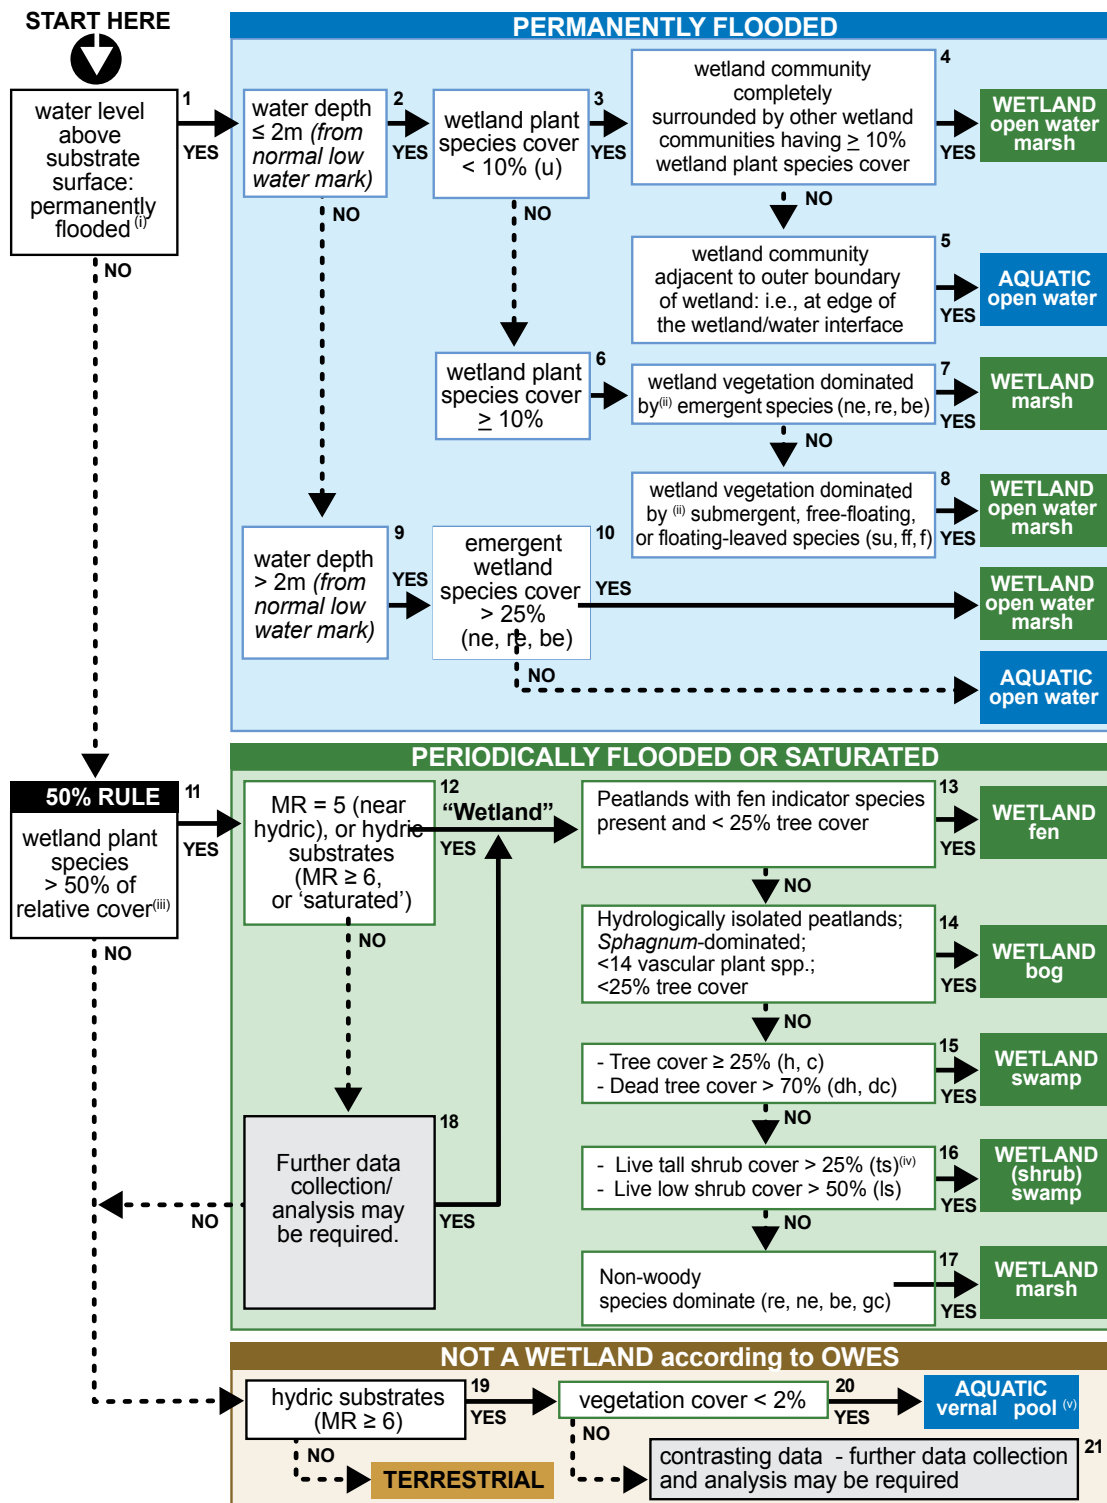 START HERE
PERMANENTLY FLOODED
1
water level
above
substrate
surface:
permanently
flooded (i)
YES
NO
2
water depth
≤ 2m (from
normal low
water mark)
YES
NO
3
wetland plant
species cover
< 10% (u)
YES
NO
4
wetland community
completely
surrounded by other wetland
communities having ≥ 10%
wetland plant species cover
NO
WETLAND
open water
marsh
5
wetland community
adjacent to outer boundary
of wetland: i.e., at edge of
the wetland/water interface
YES
AQUATIC
open water
6
wetland plant
species cover
≥ 10%
7
wetland vegetation dominated
by(ii) emergent species (ne, re, be)
YES
NO
WETLAND
marsh
8
wetland vegetation dominated
by (ii) submergent, free-floating,
or floating-leaved species (su, ff, f)
YES
WETLAND
open water
marsh
9
water depth
> 2m (from
normal low
water mark)
YES
10
emergent
wetland
species cover
> 25%
(ne, re, be)
YES
NO
WETLAND
open water
marsh
AQUATIC
open water
PERIODICALLY FLOODED OR SATURATED
50% RULE
11
wetland plant
species
> 50% of
relative cover(iii)
YES
NO
12
MR = 5 (near
hydric), or hydric
substrates
(MR ≥ 6,
or ‘saturated’)
“Wetland”
YES
NO
13
Peatlands with fen indicator species
present and < 25% tree cover
YES
NO
WETLAND
fen
14
Hydrologically isolated peatlands;
Sphagnum-dominated;
<14 vascular plant spp.;
<25% tree cover
YES
NO
WETLAND
bog
15
- Tree cover ≥ 25% (h, c)
- Dead tree cover > 70% (dh, dc)
YES
NO
WETLAND
swamp
16
- Live tall shrub cover > 25% (ts)(iv)
- Live low shrub cover > 50% (ls)
YES
NO
WETLAND
(shrub)
swamp
17
Non-woody
species dominate (re, ne, be, gc)
YES
WETLAND
marsh
18
Further data
collection/
analysis may
be required.
YES
NO
NOT A WETLAND according to OWES
19
hydric substrates
(MR ≥ 6)
YES
NO
TERRESTRIAL
20
vegetation cover < 2%
YES
NO
AQUATIC
vernal pool (v)
21
contrasting data - further data collection
and analysis may be required